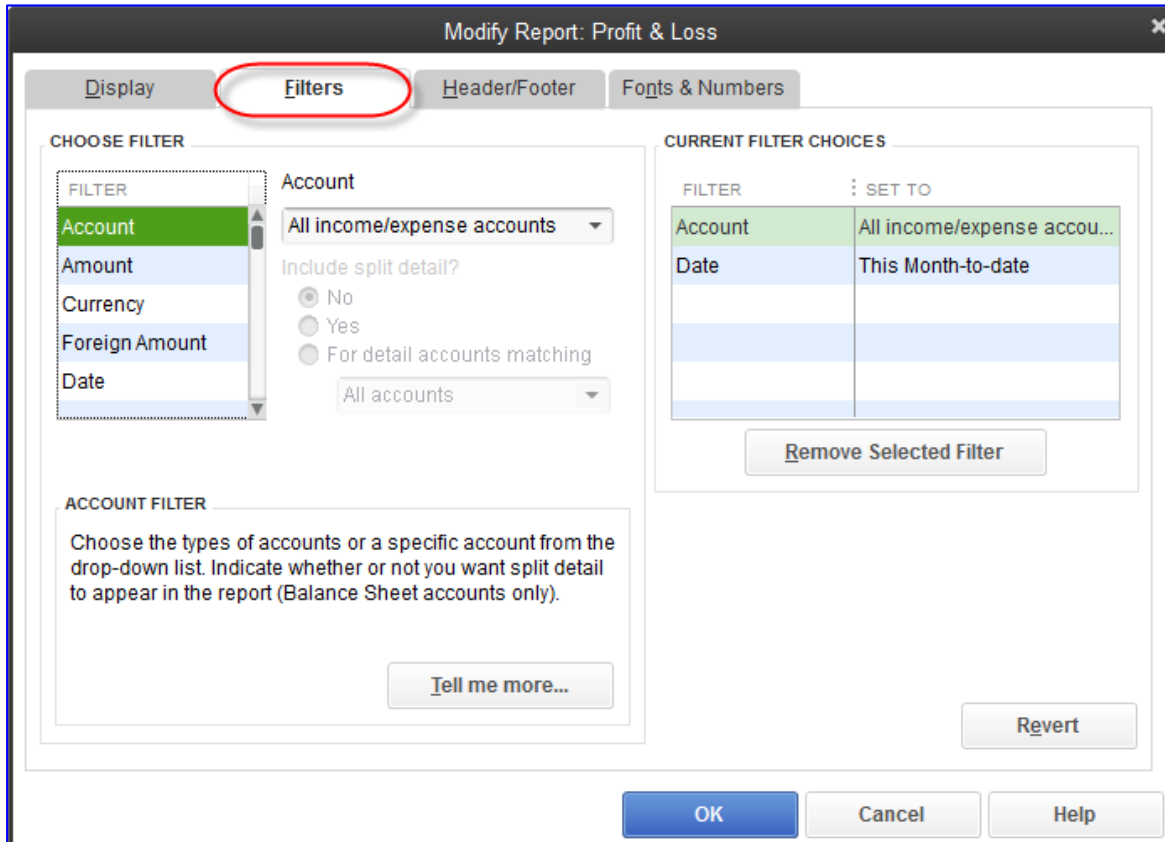 Modify Report: Profit & Loss
Display
Filters
Header/Footer
Fonts & Numbers
CHOOSE FILTER
FILTER
Account
Amount
Currency
Foreign Amount
Date
Account
All income/expense accounts
Include split detail?
No
Yes
For detail accounts matching
All accounts
ACCOUNT FILTER
Choose the types of accounts or a specific account from the
drop-down list. Indicate whether or not you want split detail
to appear in the report (Balance Sheet accounts only).
Tell me more...
CURRENT FILTER CHOICES
FILTER SET TO
Account All income/expense accou...
Date This Month-to-date
Remove Selected Filter
Revert
OK
Cancel
Help